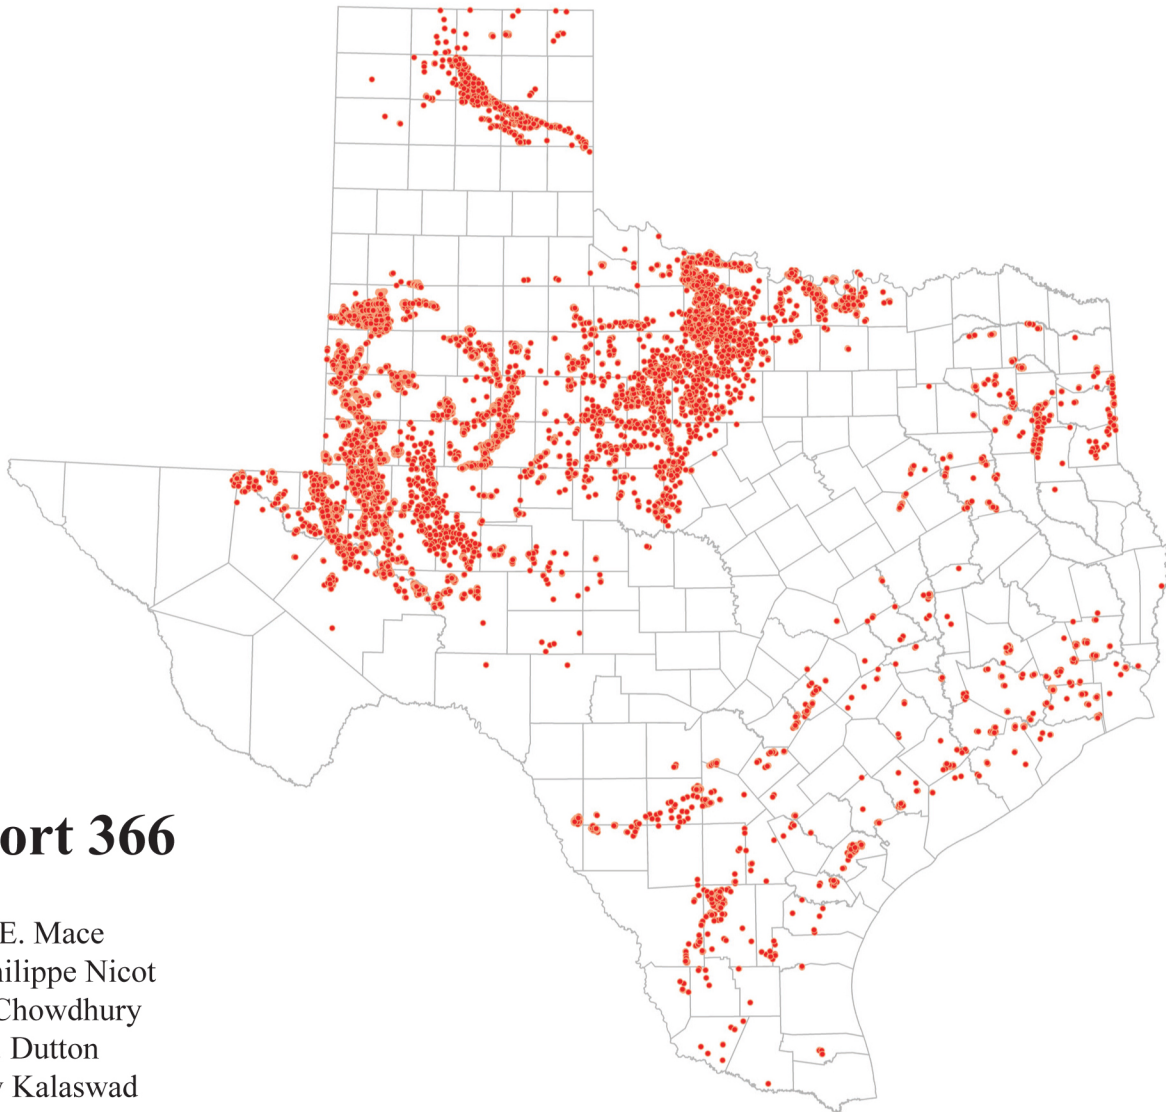 ort 366
E. Mace
hilippe Nicot
Chowdhury
Dutton
Kalaswad